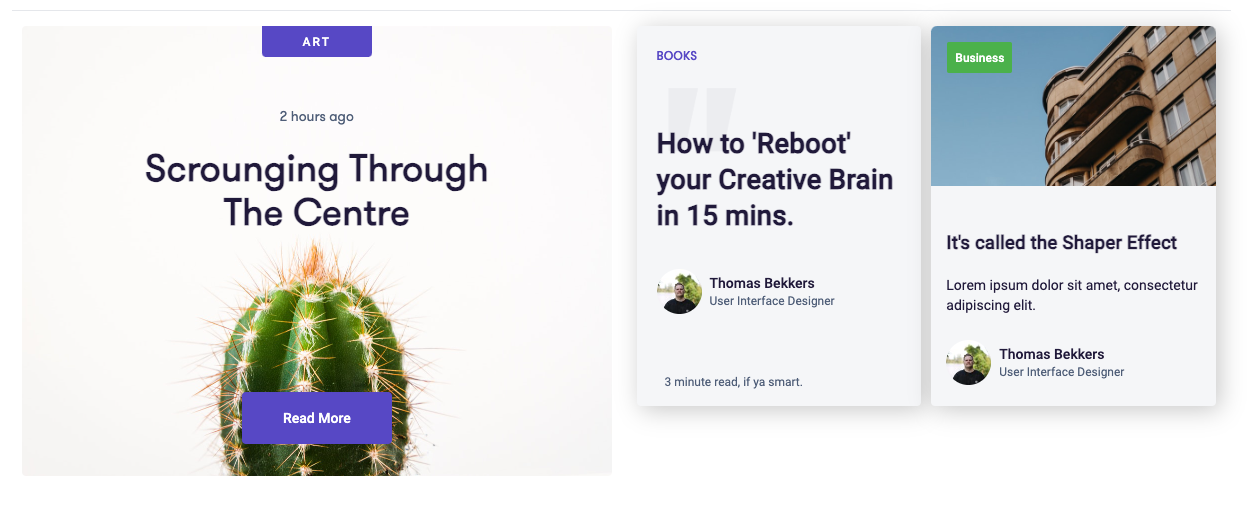 ART
2 hours ago
Scrounging Through
The Centre
Read More
BOOKS
"
How to 'Reboot'
your Creative Brain
in 15 mins.
Thomas Bekkers
User Interface Designer
3 minute read, if ya smart.
Business
It's called the Shaper Effect
Lorem ipsum dolor sit amet, consectetur
adipiscing elit.
Thomas Bekkers
User Interface Designer